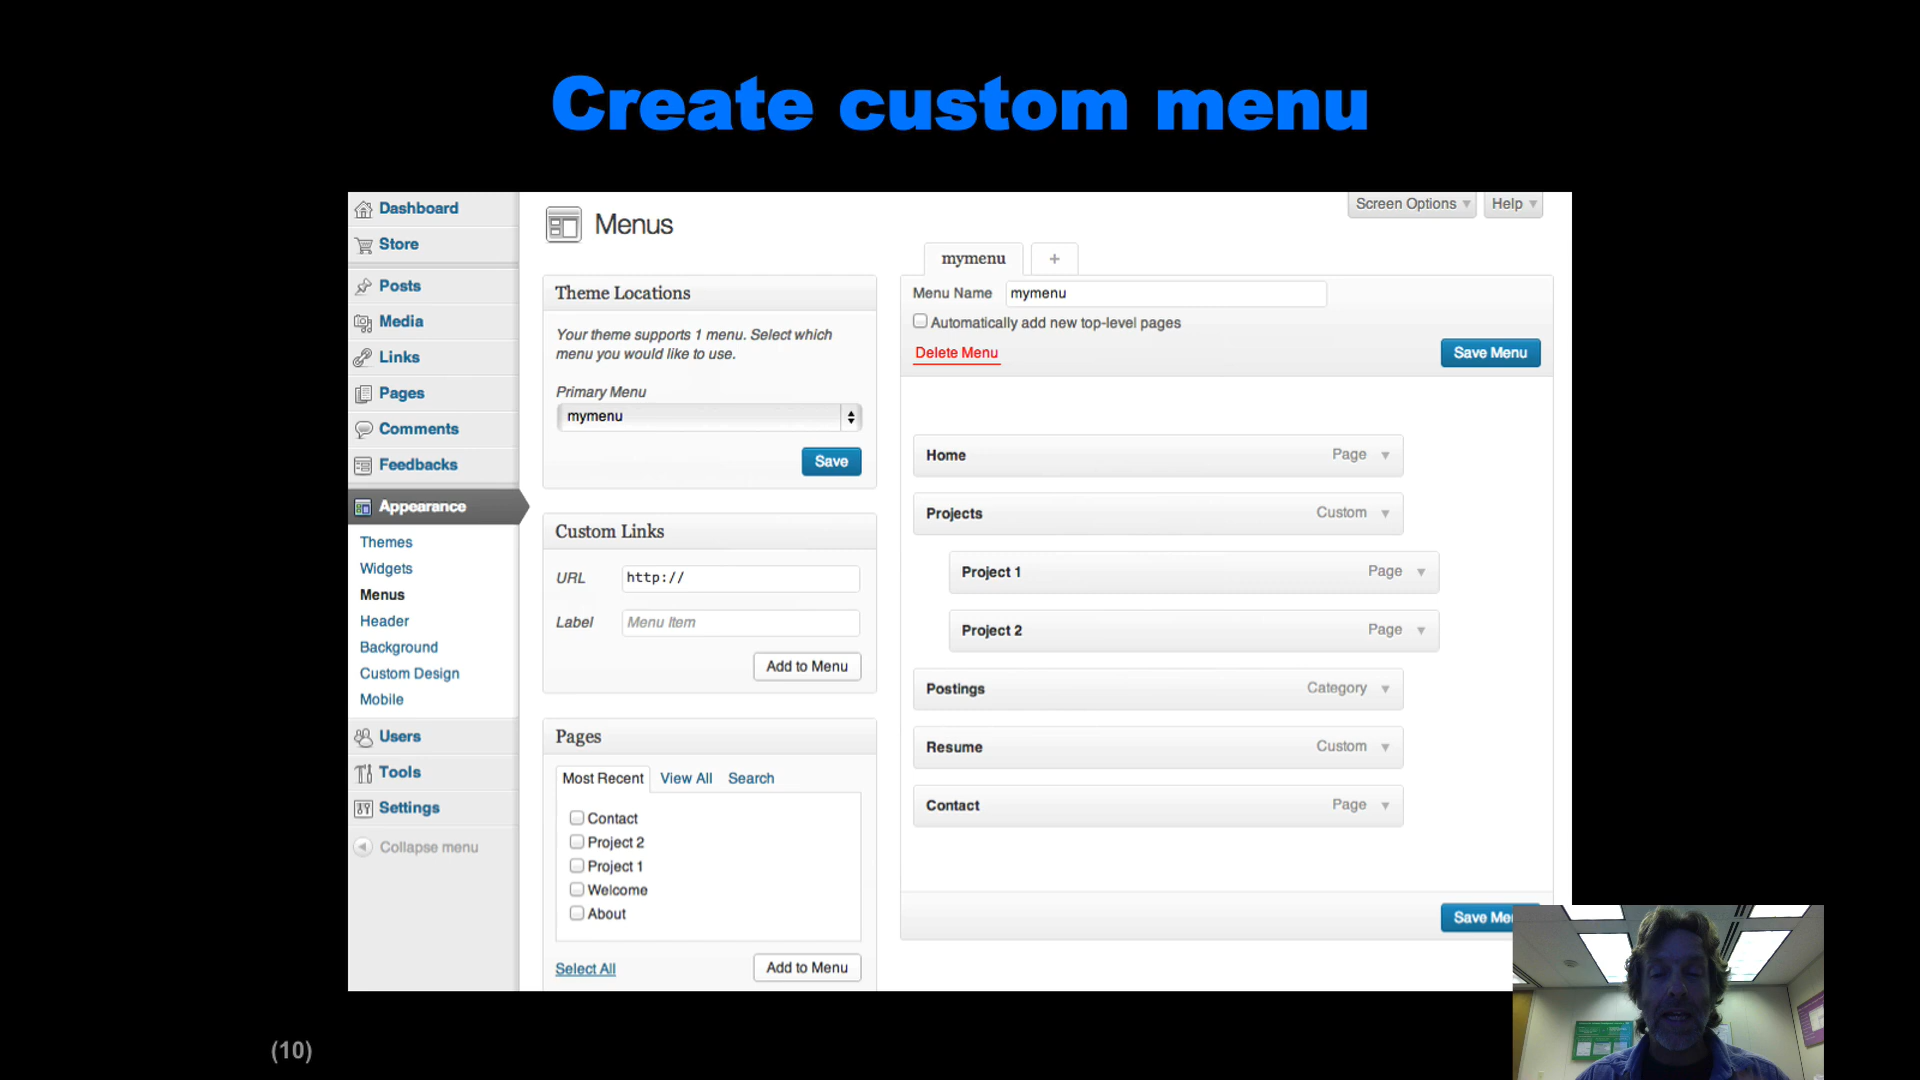 Create custom menu
Dashboard
Store
Posts
Media
Links
Pages
Comments
Feedbacks
Appearance
Themes
Widgets
Menus
Header
Background
Custom Design
Mobile
Users
Tools
Settings
Collapse menu
Menus
Screen Options
Help
Theme Locations
Your theme supports 1 menu. Select which
menu you would like to use.
Primary Menu
mymenu
Save
Custom Links
URL http://
Label Menu Item
Add to Menu
Pages
Most Recent View All Search
Contact
Project 2
Project 1
Welcome
About
Select All Add to Menu
mymenu +
Menu Name mymenu
Automatically add new top-level pages
Delete Menu Save Menu
Home Page
Projects Custom
Project 1 Page
Project 2 Page
Postings Category
Resume Custom
Contact Page
Save Me
(10)